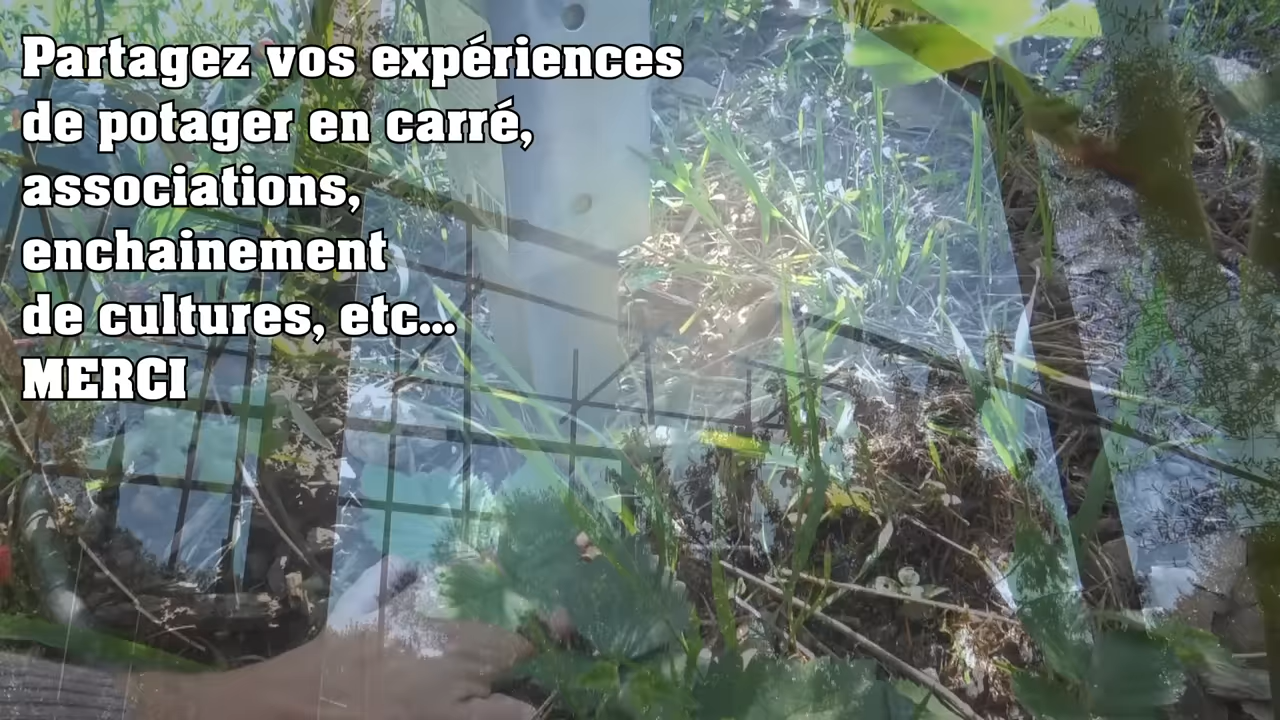 Partagez vos expériences
de potager en carré,
associations,
enchainement
de cultures, etc...
MERCI